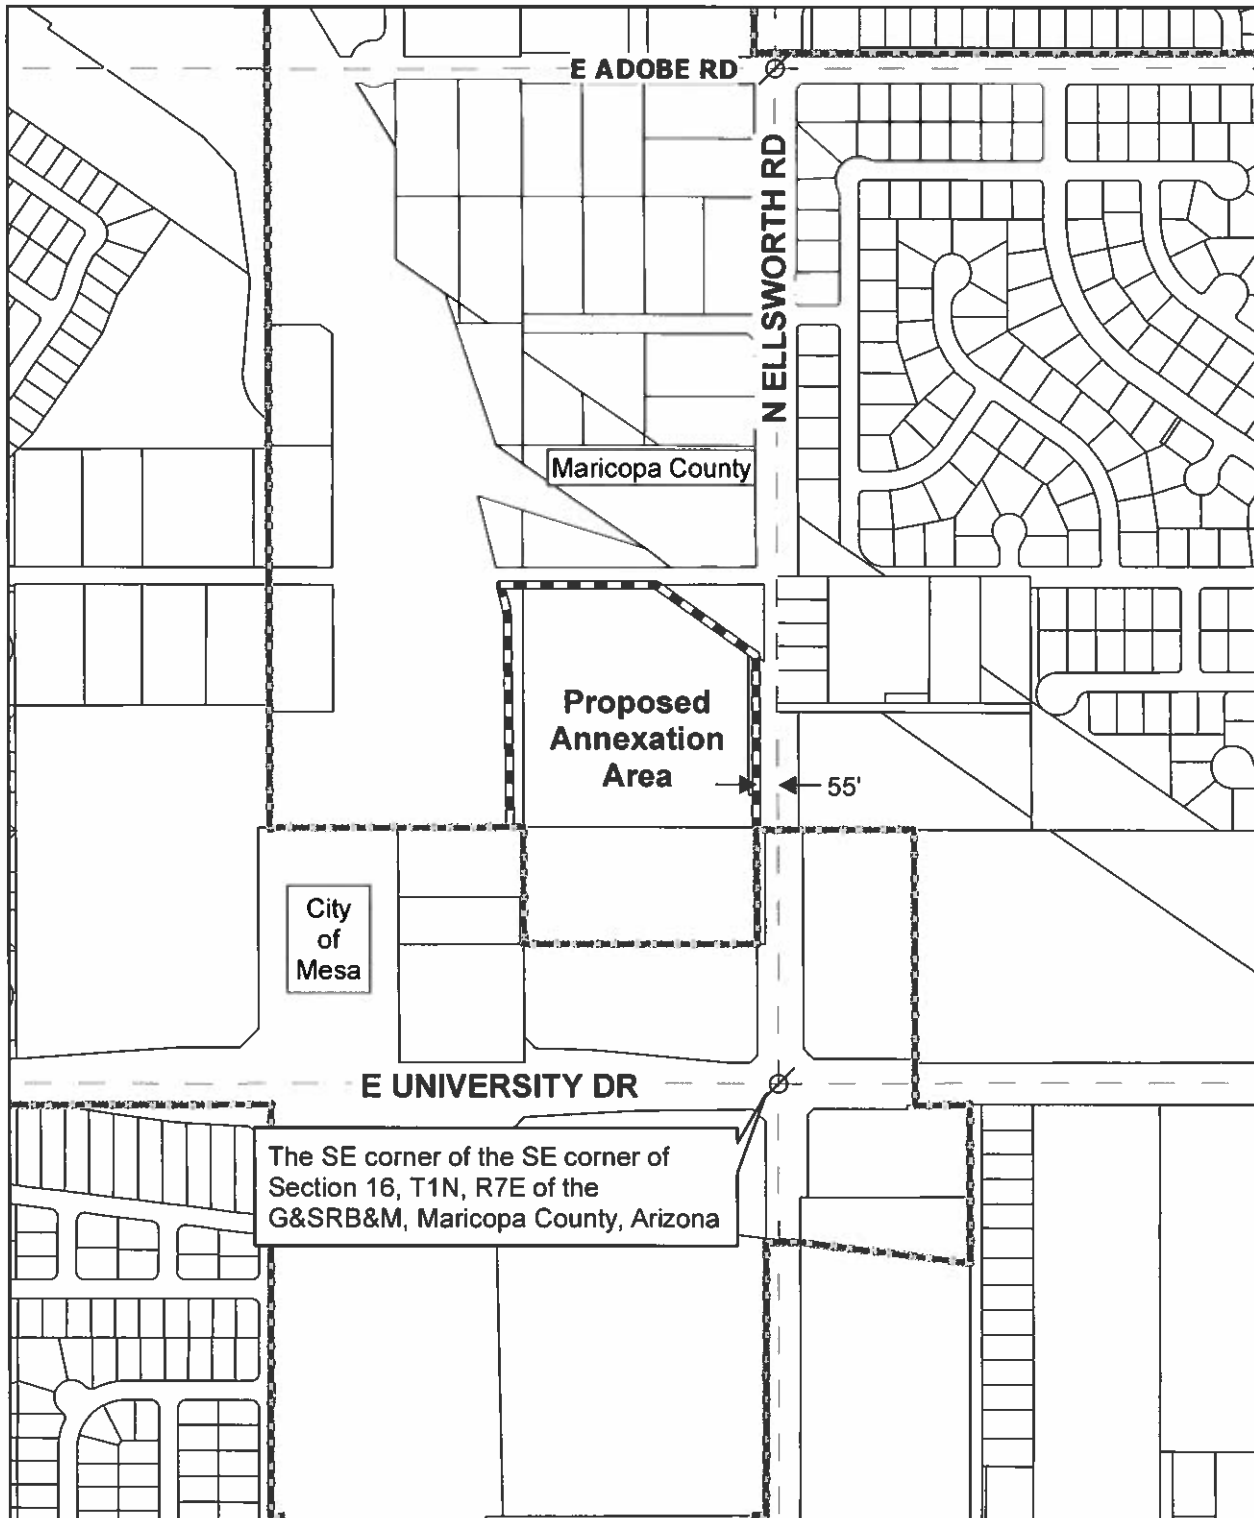 E ADOBE RD
N ELLSWORTH RD
Maricopa County
Proposed
Annexation
Area
55'
City
of
Mesa
E UNIVERSITY DR
The SE corner of the SE corner of
Section 16, T1N, R7E of the
G&SRB&M, Maricopa County, Arizona